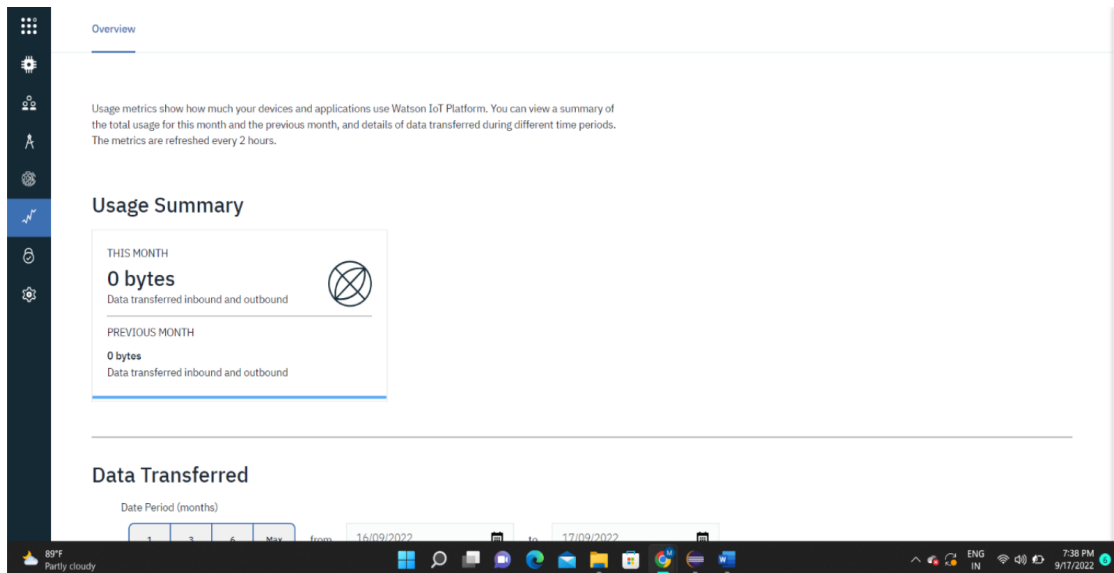 Overview
Usage metrics show how much your devices and applications use Watson IoT Platform. You can view a summary of
the total usage for this month and the previous month, and details of data transferred during different time periods.
The metrics are refreshed every 2 hours.
Usage Summary
THIS MONTH
0 bytes
Data transferred inbound and outbound
PREVIOUS MONTH
0 bytes
Data transferred inbound and outbound
Data Transferred
Date Period (months)
1 3 6 Max from 16/09/2022 to 17/09/2022
89°F
Partly cloudy
ENG
IN
7:38 PM
9/17/2022
6